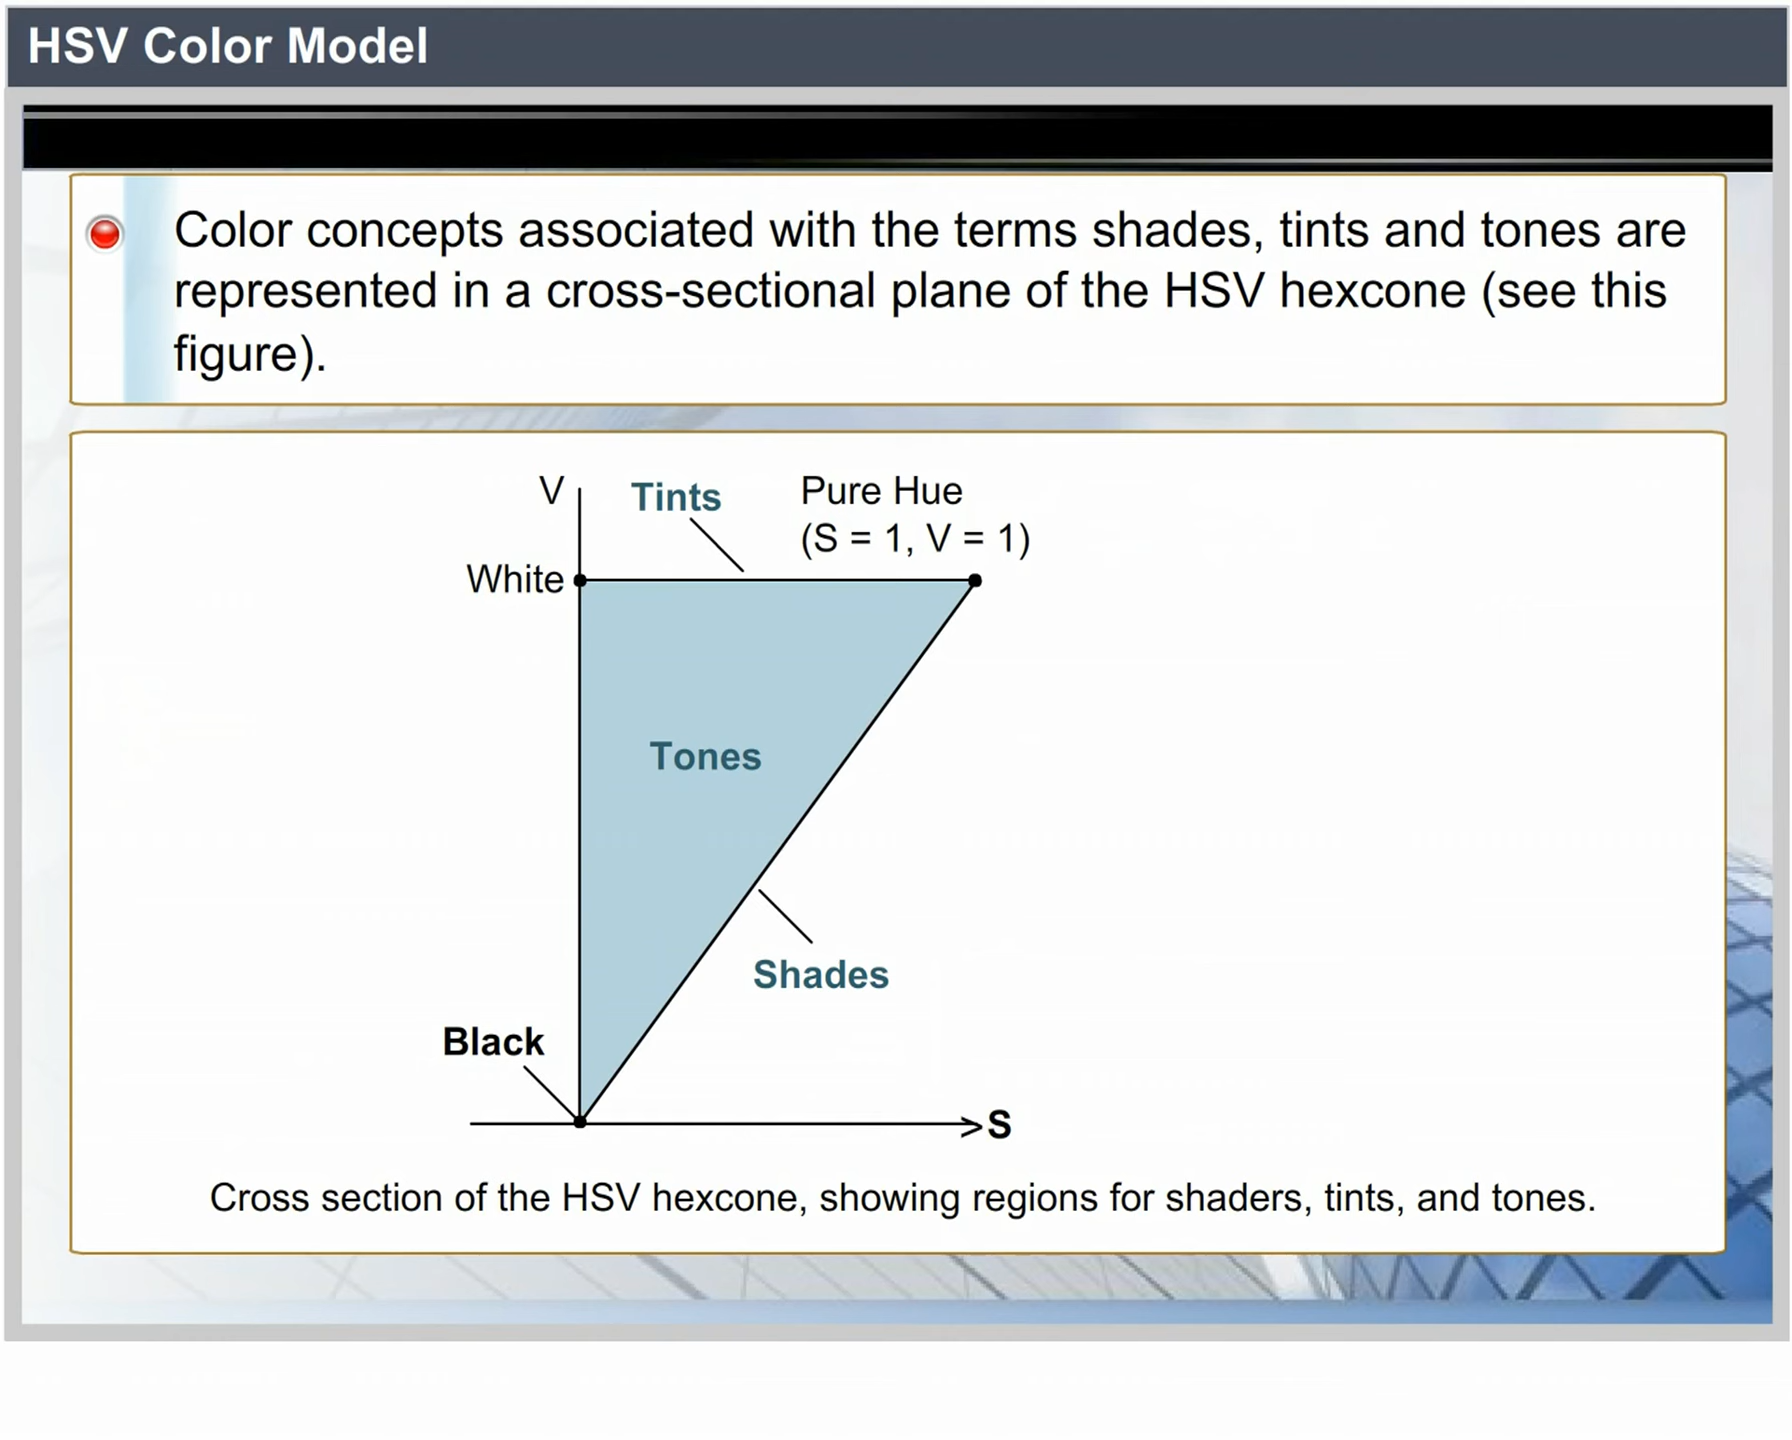 HSV Color Model
Color concepts associated with the terms shades, tints and tones are
represented in a cross-sectional plane of the HSV hexcone (see this
figure).
V
Tints
Pure Hue
(S = 1, V = 1)
White
Tones
Shades
Black
S
Cross section of the HSV hexcone, showing regions for shaders, tints, and tones.